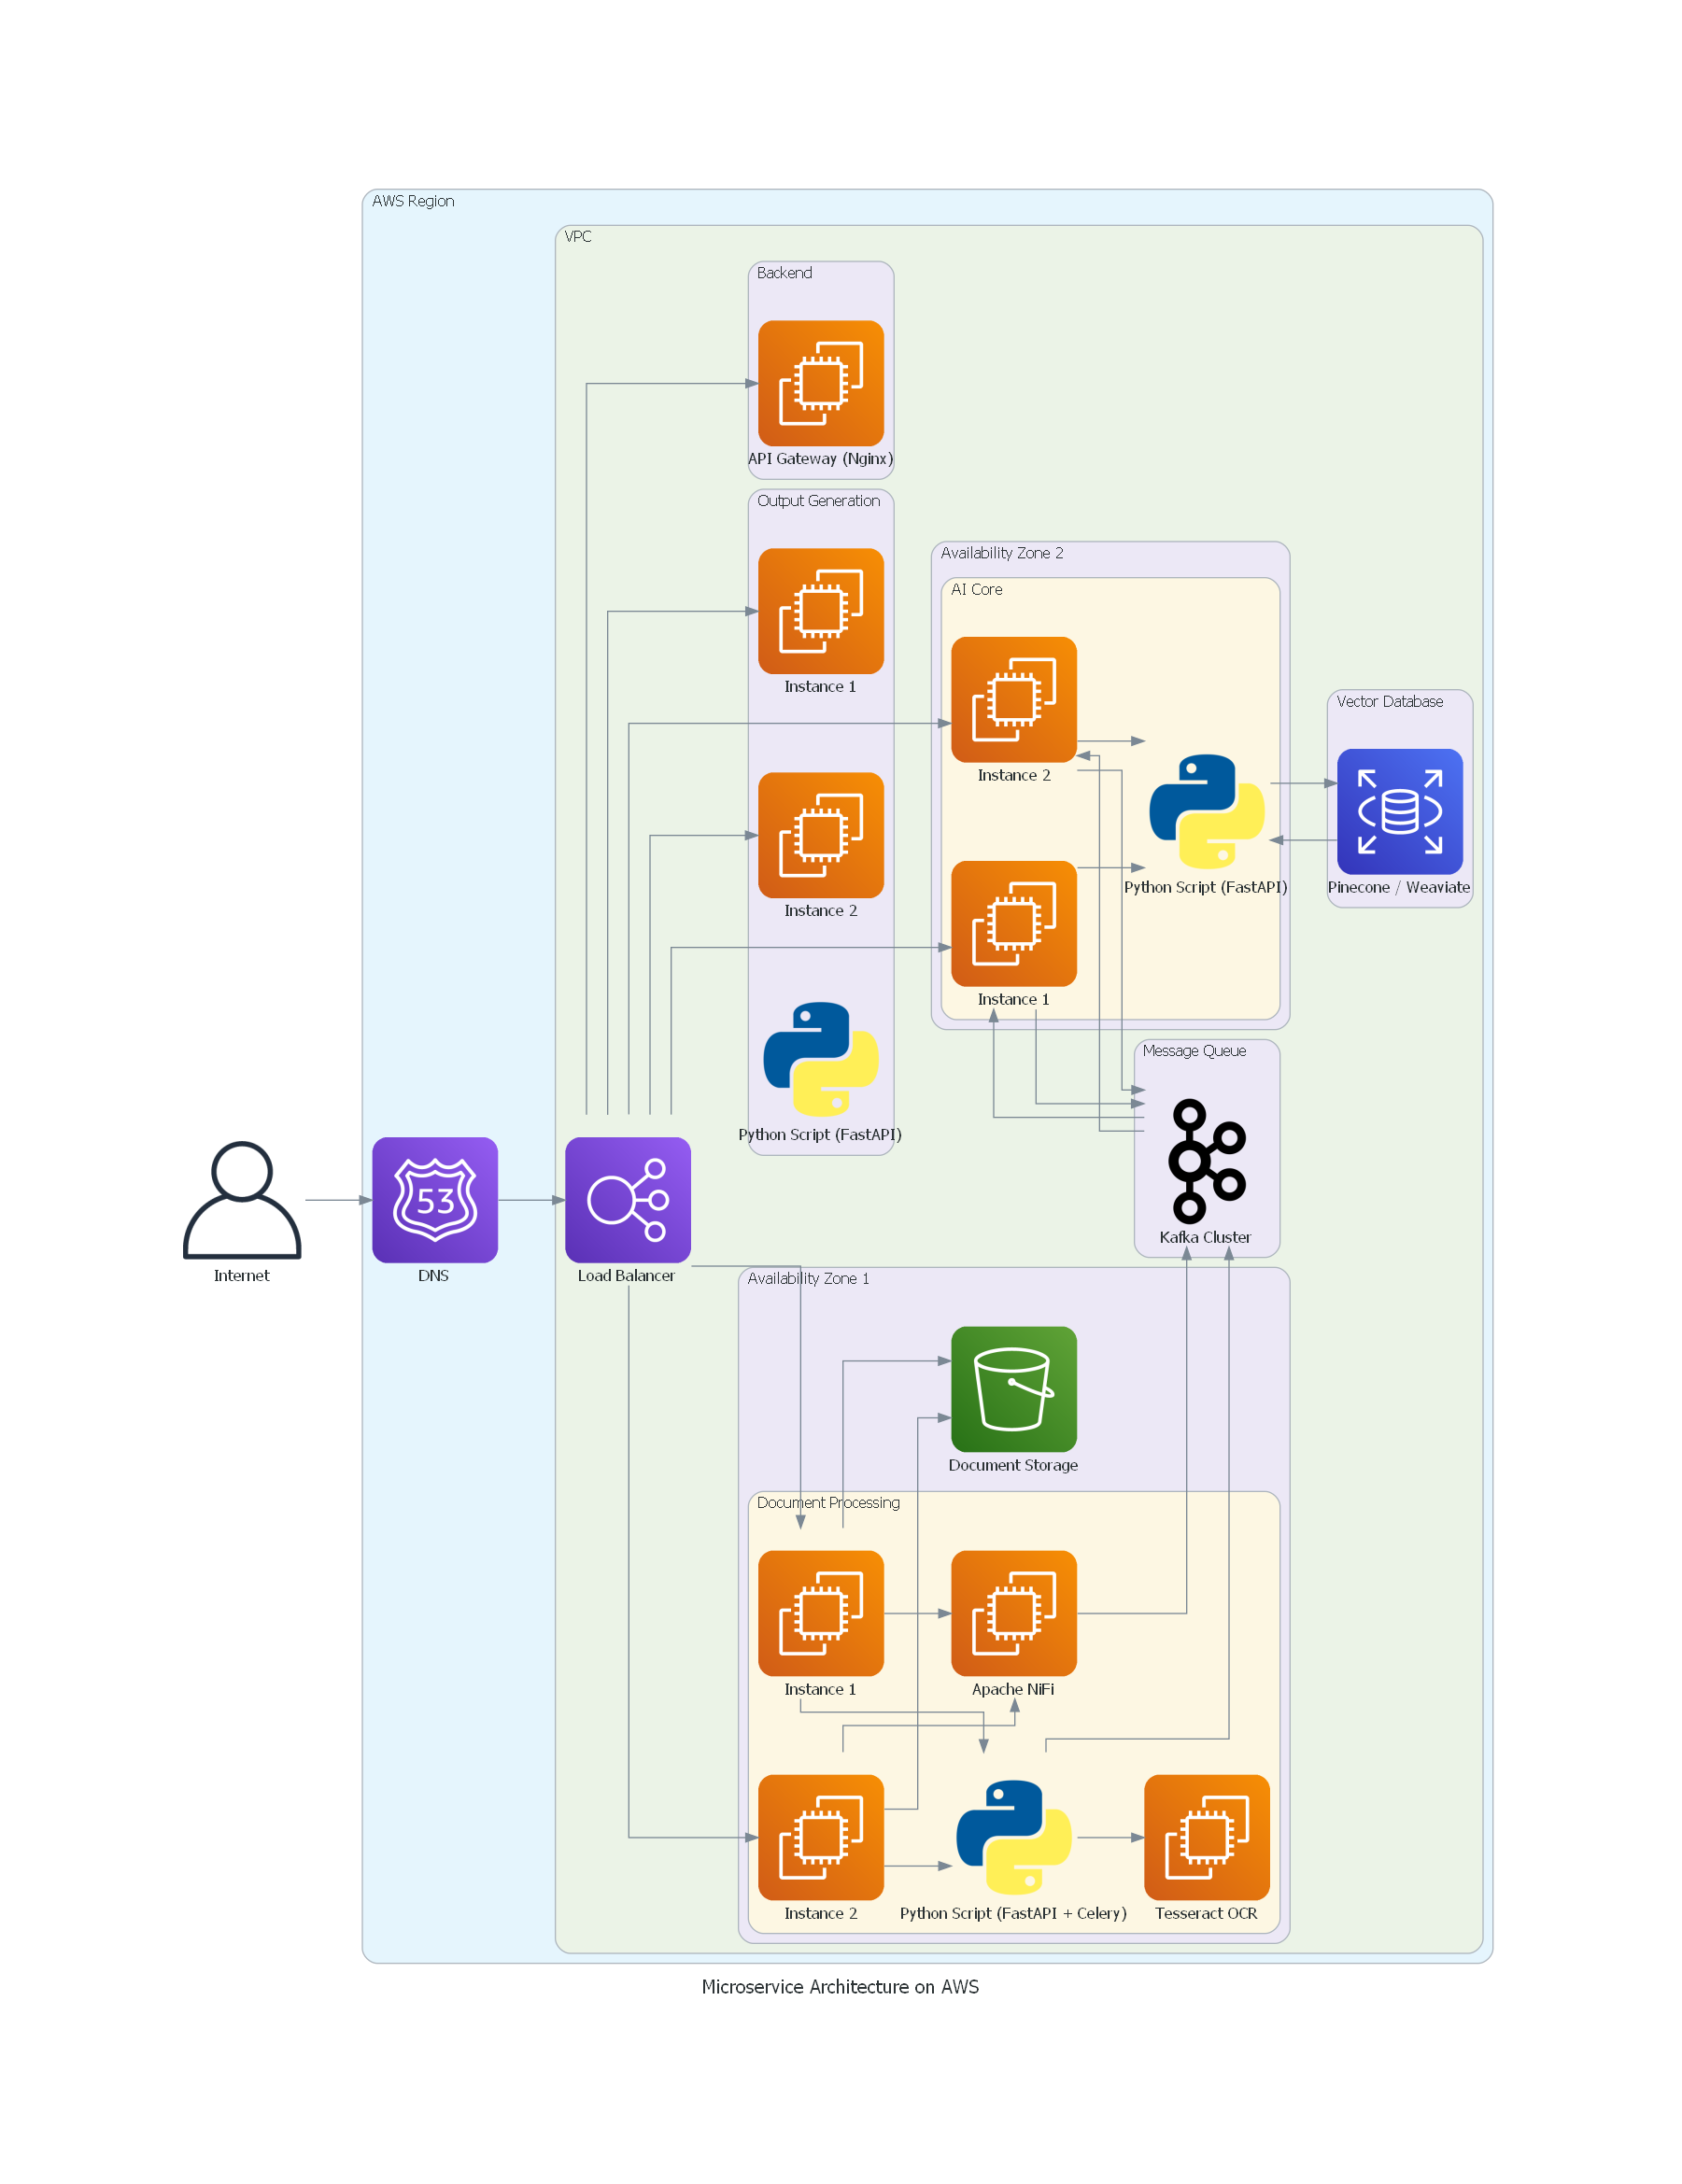 AWS Region
VPC
Backend
API Gateway (Nginx)
Output Generation
Instance 1
Instance 2
Python Script (FastAPI)
Availability Zone 2
AI Core
Instance 2
Instance 1
Python Script (FastAPI)
Vector Database
Pinecone / Weaviate
Message Queue
Kafka Cluster
Internet
53
DNS
Load Balancer
Availability Zone 1
Document Storage
Document Processing
Instance 1
Apache NiFi
Instance 2
Python Script (FastAPI + Celery)
Tesseract OCR
Microservice Architecture on AWS